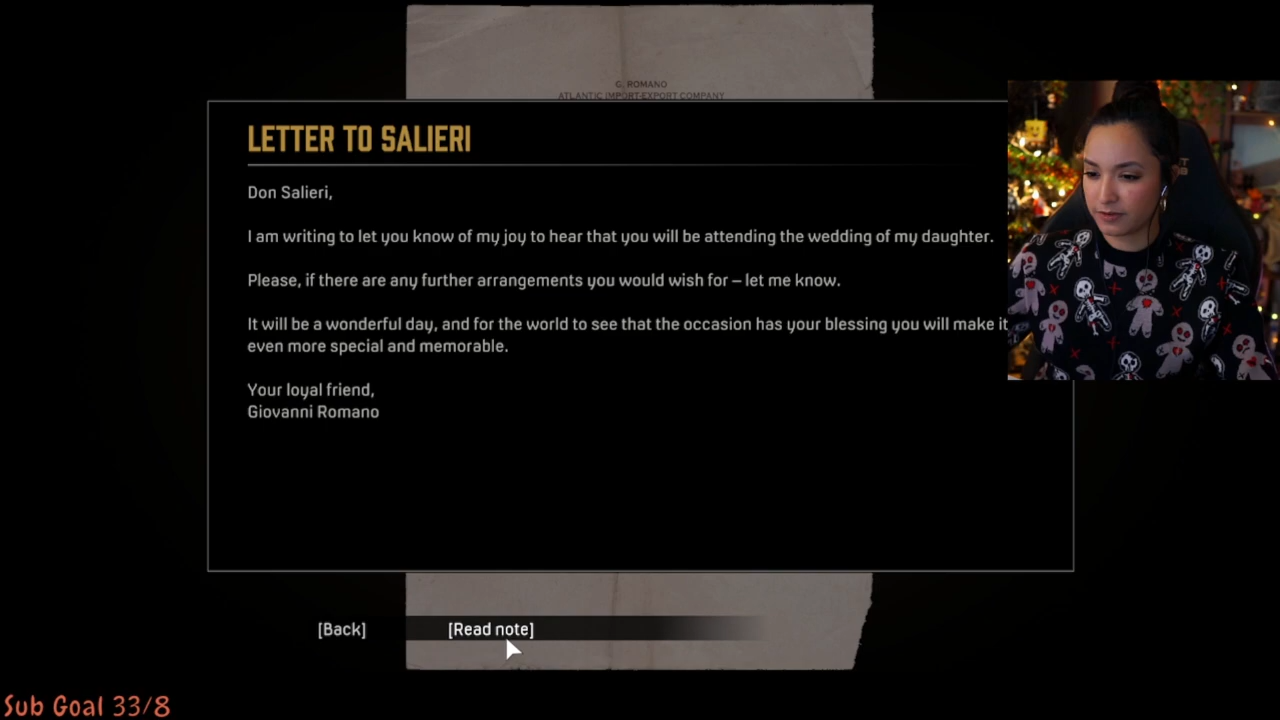 G. ROMANO
ATLANTIC IMPORT-EXPORT COMPANY
LETTER TO SALIERI
Don Salieri,
I am writing to let you know of my joy to hear that you will be attending the wedding of my daughter.
Please, if there are any further arrangements you would wish for – let me know.
It will be a wonderful day, and for the world to see that the occasion has your blessing you will make it
even more special and memorable.
Your loyal friend,
Giovanni Romano
[Back] [Read note]
Sub Goal 33/8